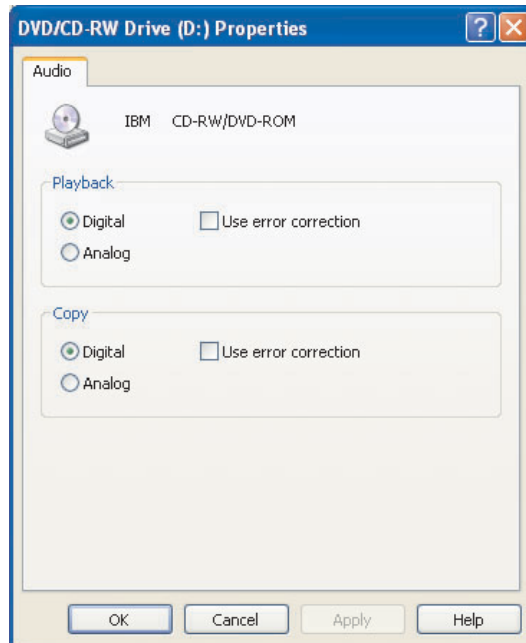 DVD/CD-RW Drive (D:) Properties
Audio
IBM CD-RW/DVD-ROM
Playback
Digital Use error correction
Analog
Copy
Digital Use error correction
Analog
OK Cancel Apply Help